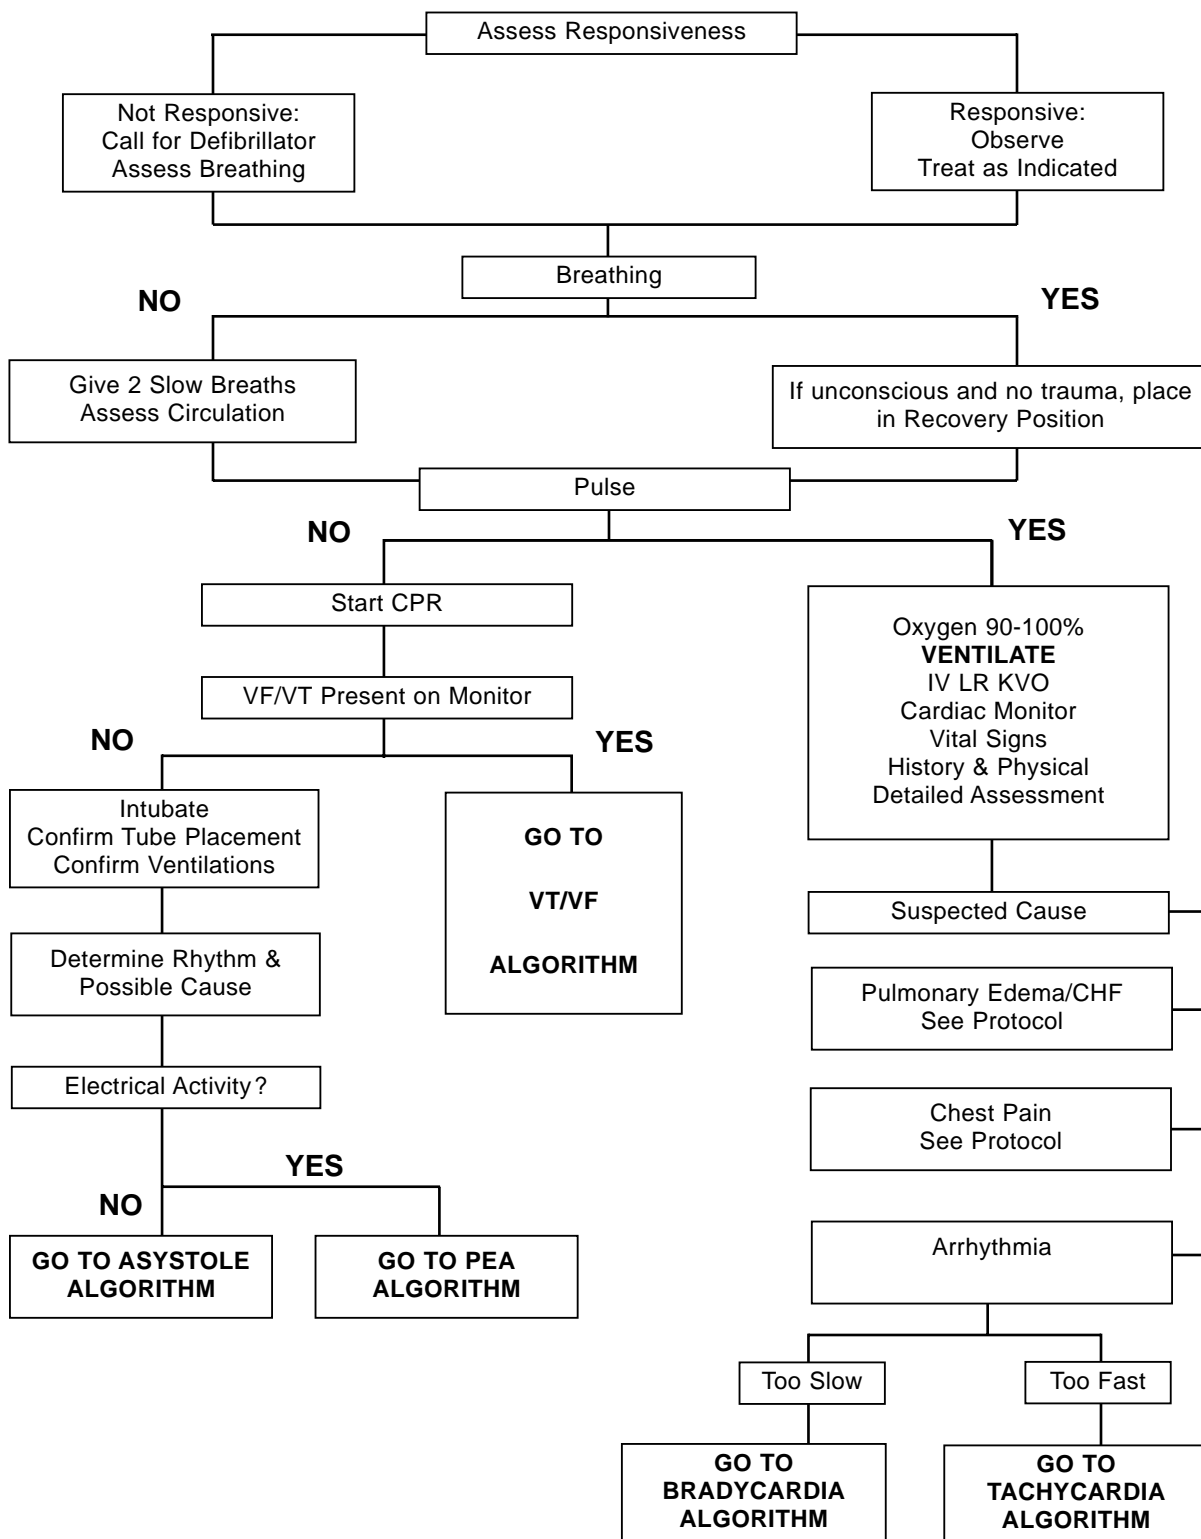 Assess Responsiveness
Not Responsive:
Call for Defibrillator
Assess Breathing
Responsive:
Observe
Treat as Indicated
Breathing
NO
YES
Give 2 Slow Breaths
Assess Circulation
If unconscious and no trauma, place
in Recovery Position
Pulse
NO
YES
Start CPR
Oxygen 90-100%
VENTILATE
IV LR KVO
Cardiac Monitor
Vital Signs
History & Physical
Detailed Assessment
VF/VT Present on Monitor
NO
YES
Intubate
Confirm Tube Placement
Confirm Ventilations
GO TO
VT/VF
ALGORITHM
Suspected Cause
Determine Rhythm &
Possible Cause
Pulmonary Edema/CHF
See Protocol
Electrical Activity?
Chest Pain
See Protocol
YES
NO
GO TO ASYSTOLE
ALGORITHM
GO TO PEA
ALGORITHM
Arrhythmia
Too Slow
Too Fast
GO TO
BRADYCARDIA
ALGORITHM
GO TO
TACHYCARDIA
ALGORITHM